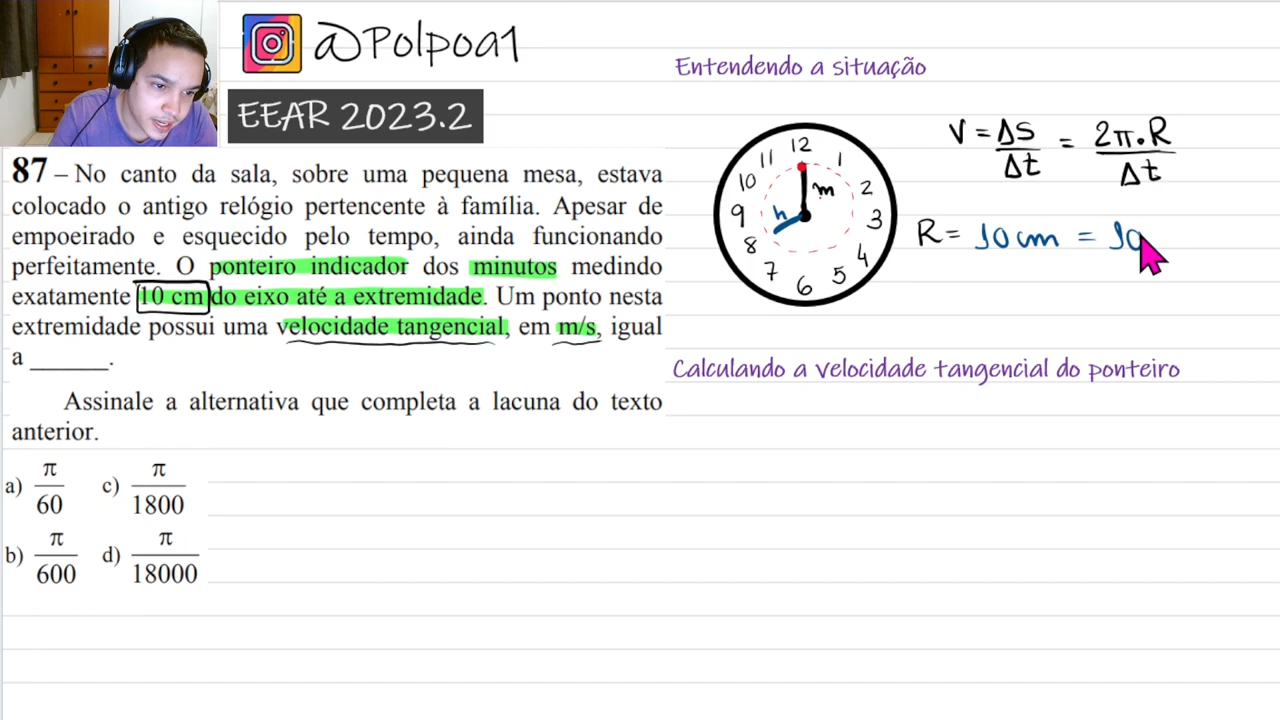 @Polpoa1
EEAR 2023.2
87 – No canto da sala, sobre uma pequena mesa, estava
colocado o antigo relógio pertencente à família. Apesar de
empoeirado e esquecido pelo tempo, ainda funcionando
perfeitamente. O ponteiro indicador dos minutos medindo
exatamente 10 cm do eixo até a extremidade. Um ponto nesta
extremidade possui uma velocidade tangencial, em m/s, igual
a ______.
Assinale a alternativa que completa a lacuna do texto
anterior.
a) π/60 c) π/1800
b) π/600 d) π/18000
Entendendo a situação
12
11 1
10 m 2
9 h 3
8 4
7 5
6
V = ΔS/Δt = 2π.R/Δt
R = 10 cm = 10
Calculando a velocidade tangencial do ponteiro